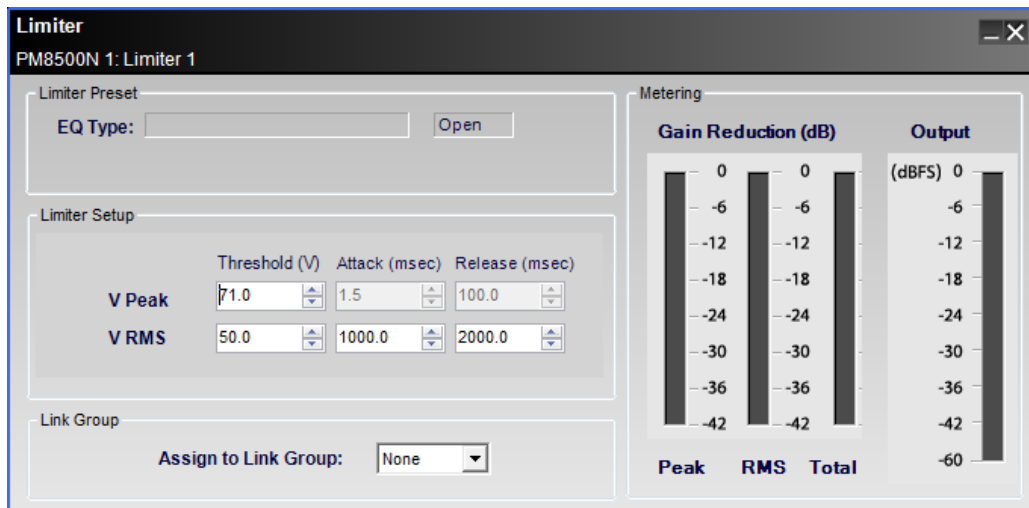 Limiter
PM8500N 1: Limiter 1
Limiter Preset
EQ Type:
Open
Limiter Setup
Threshold (V) Attack (msec) Release (msec)
V Peak 71.0 1.5 100.0
V RMS 50.0 1000.0 2000.0
Link Group
Assign to Link Group: None
Metering
Gain Reduction (dB) Output
0 0 (dBFS) 0
-6 -6 -6
-12 -12 -12
-18 -18 -18
-24 -24 -24
-30 -30 -30
-36 -36 -36
-42 -42 -42
-60
Peak RMS Total